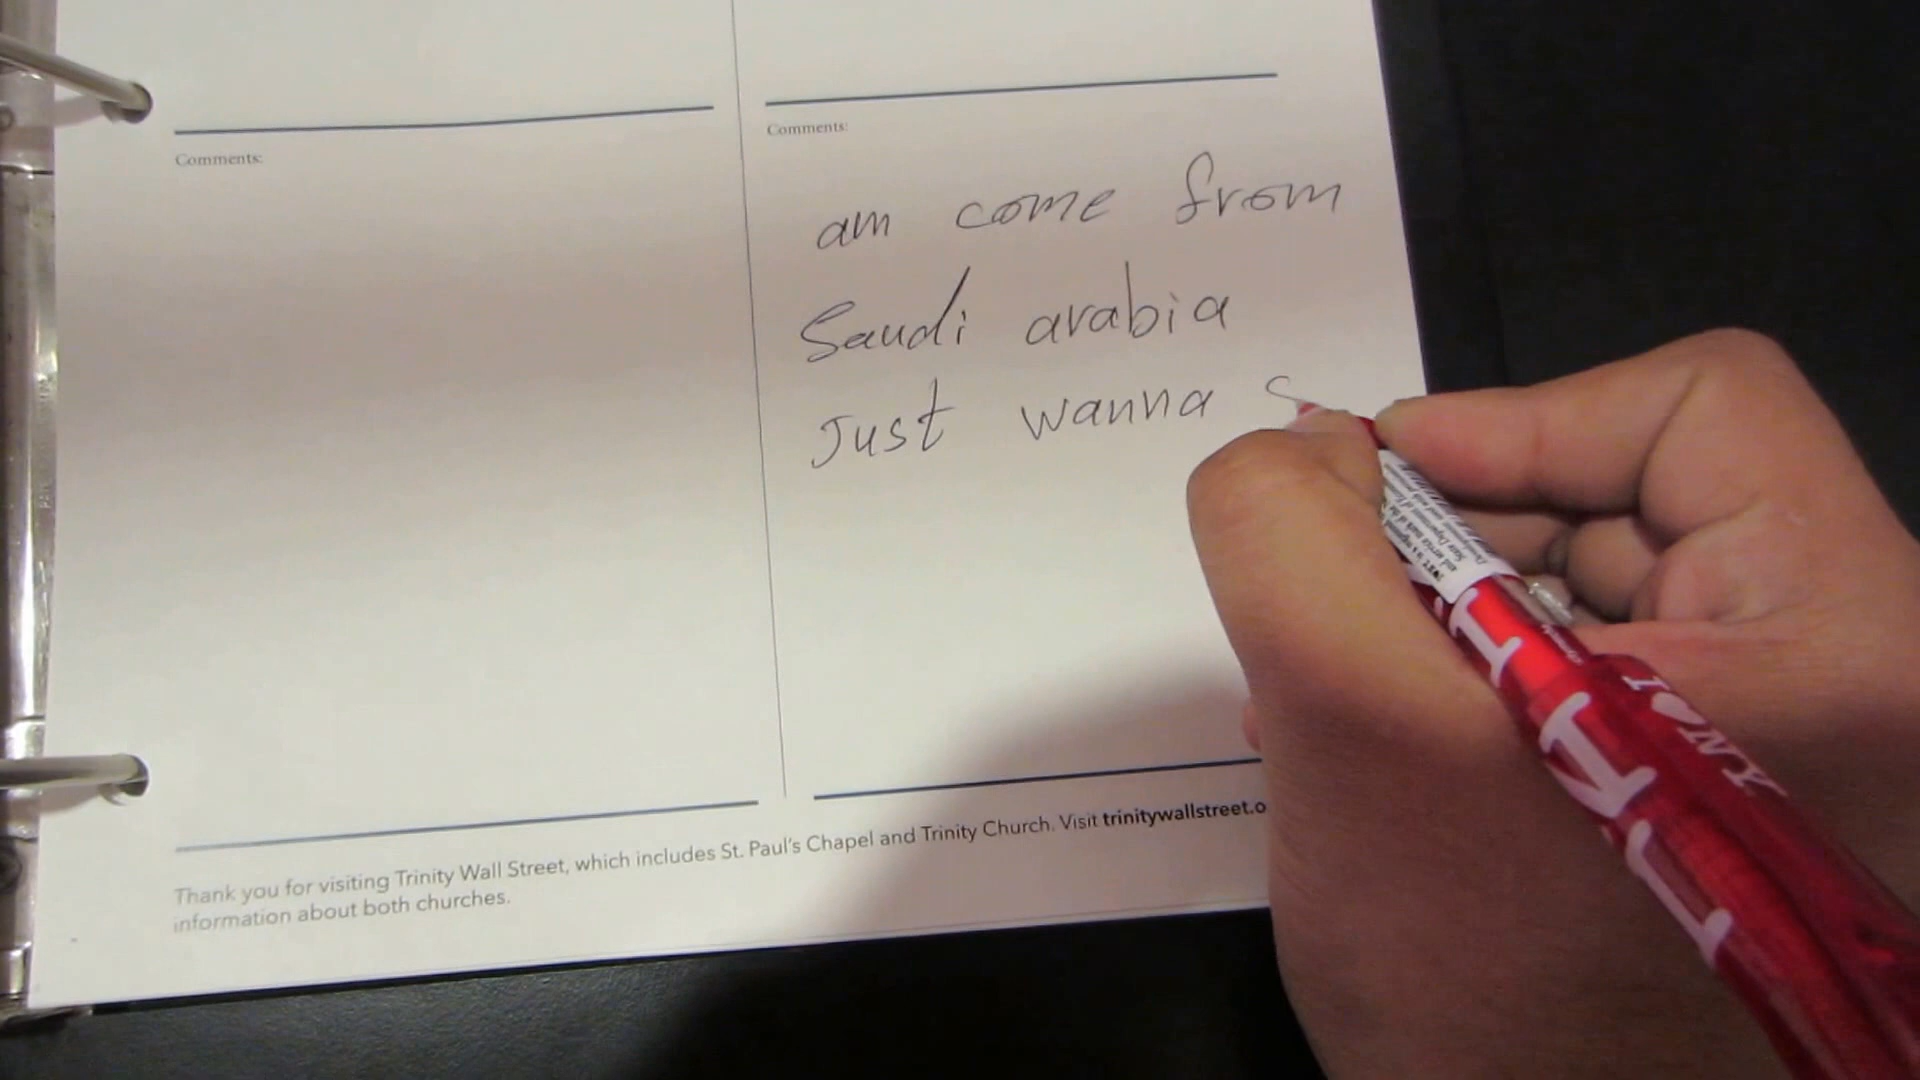 Comments:
Comments:
am come from
Saudi arabia
Just wanna S
Thank you for visiting Trinity Wall Street, which includes St. Paul's Chapel and Trinity Church. Visit trinitywallstreet.o
information about both churches.
I NY